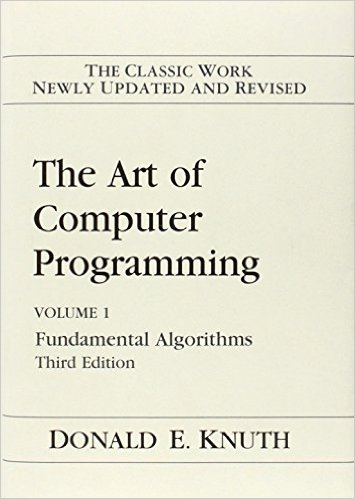 THE CLASSIC WORK
NEWLY UPDATED AND REVISED
The Art of
Computer
Programming
VOLUME 1
Fundamental Algorithms
Third Edition
DONALD E. KNUTH